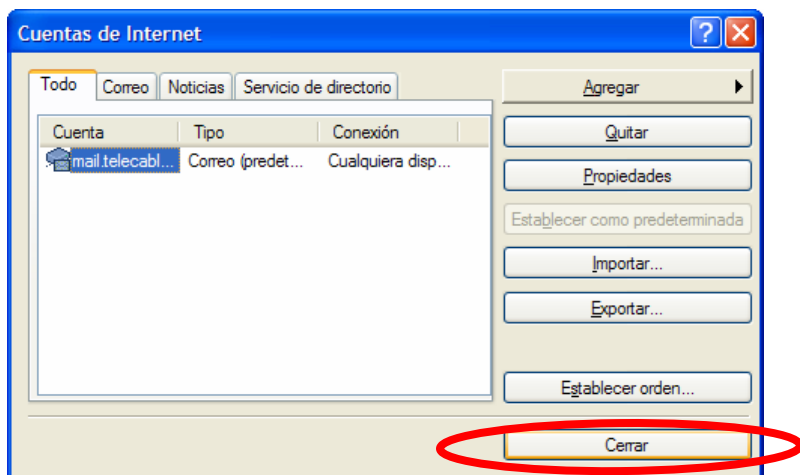 Cuentas de Internet
Todo Correo Noticias Servicio de directorio
Agregar
Cuenta Tipo Conexión
Quitar
mail.telecabl... Correo (predet... Cualquiera disp...
Propiedades
Establecer como predeterminada
Importar...
Exportar...
Establecer orden...
Cerrar